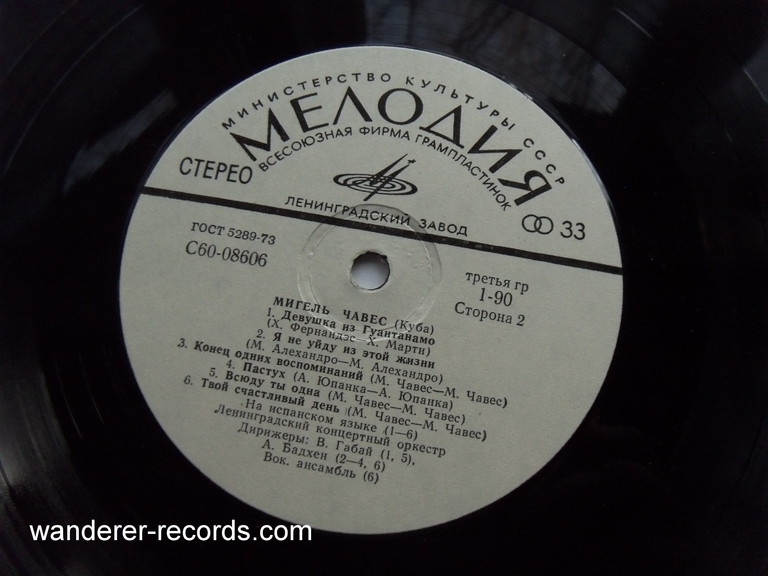 МИНИСТЕРСТВО КУЛЬТУРЫ СССР
МЕЛОДИЯ
ВСЕСОЮЗНАЯ ФИРМА ГРАМПЛАСТИНОК
СТЕРЕО
ЛЕНИНГРАДСКИЙ ЗАВОД
33
ГОСТ 5289-73
С60-08606
третья гр
1-90
Сторона 2
МИГЕЛЬ ЧАВЕС (Куба)
1. Девушка из Гуантанамо
(Х. Фернандэс—Х. Марти)
2. Я не уйду из этой жизни
(М. Алехандро—М. Алехандро)
3. Конец одних воспоминаний (М. Чавес—М. Чавес)
4. Пастух (А. Юпанка—А. Юпанка)
5. Всюду ты одна (М. Чавес—М. Чавес)
6. Твой счастливый день (М. Чавес—М. Чавес)
На испанском языке (1—6)
Ленинградский концертный оркестр
Дирижеры: В. Габай (1, 5),
А. Бадхен (2—4, 6)
Вок. ансамбль (6)
wanderer-records.com